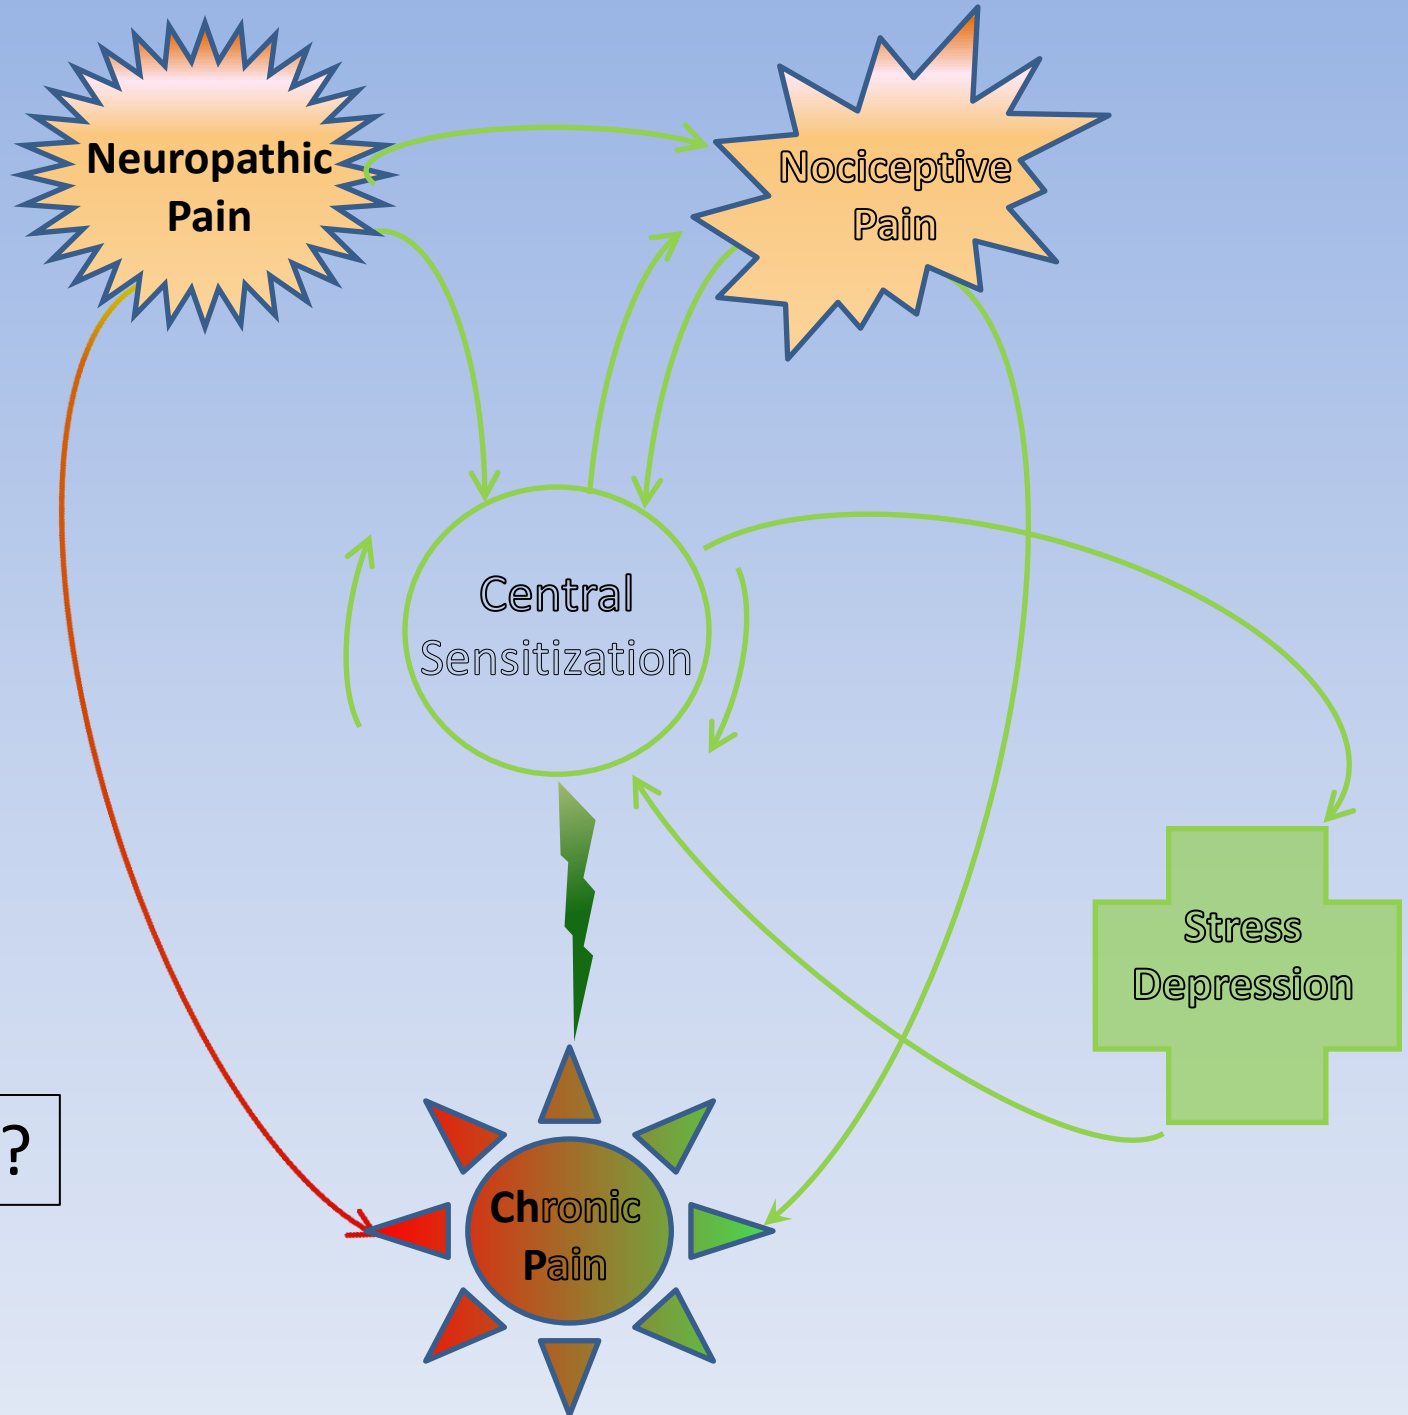 Neuropathic
Pain
Nociceptive
Pain
Central
Sensitization
Stress
Depression
?
Chronic
Pain